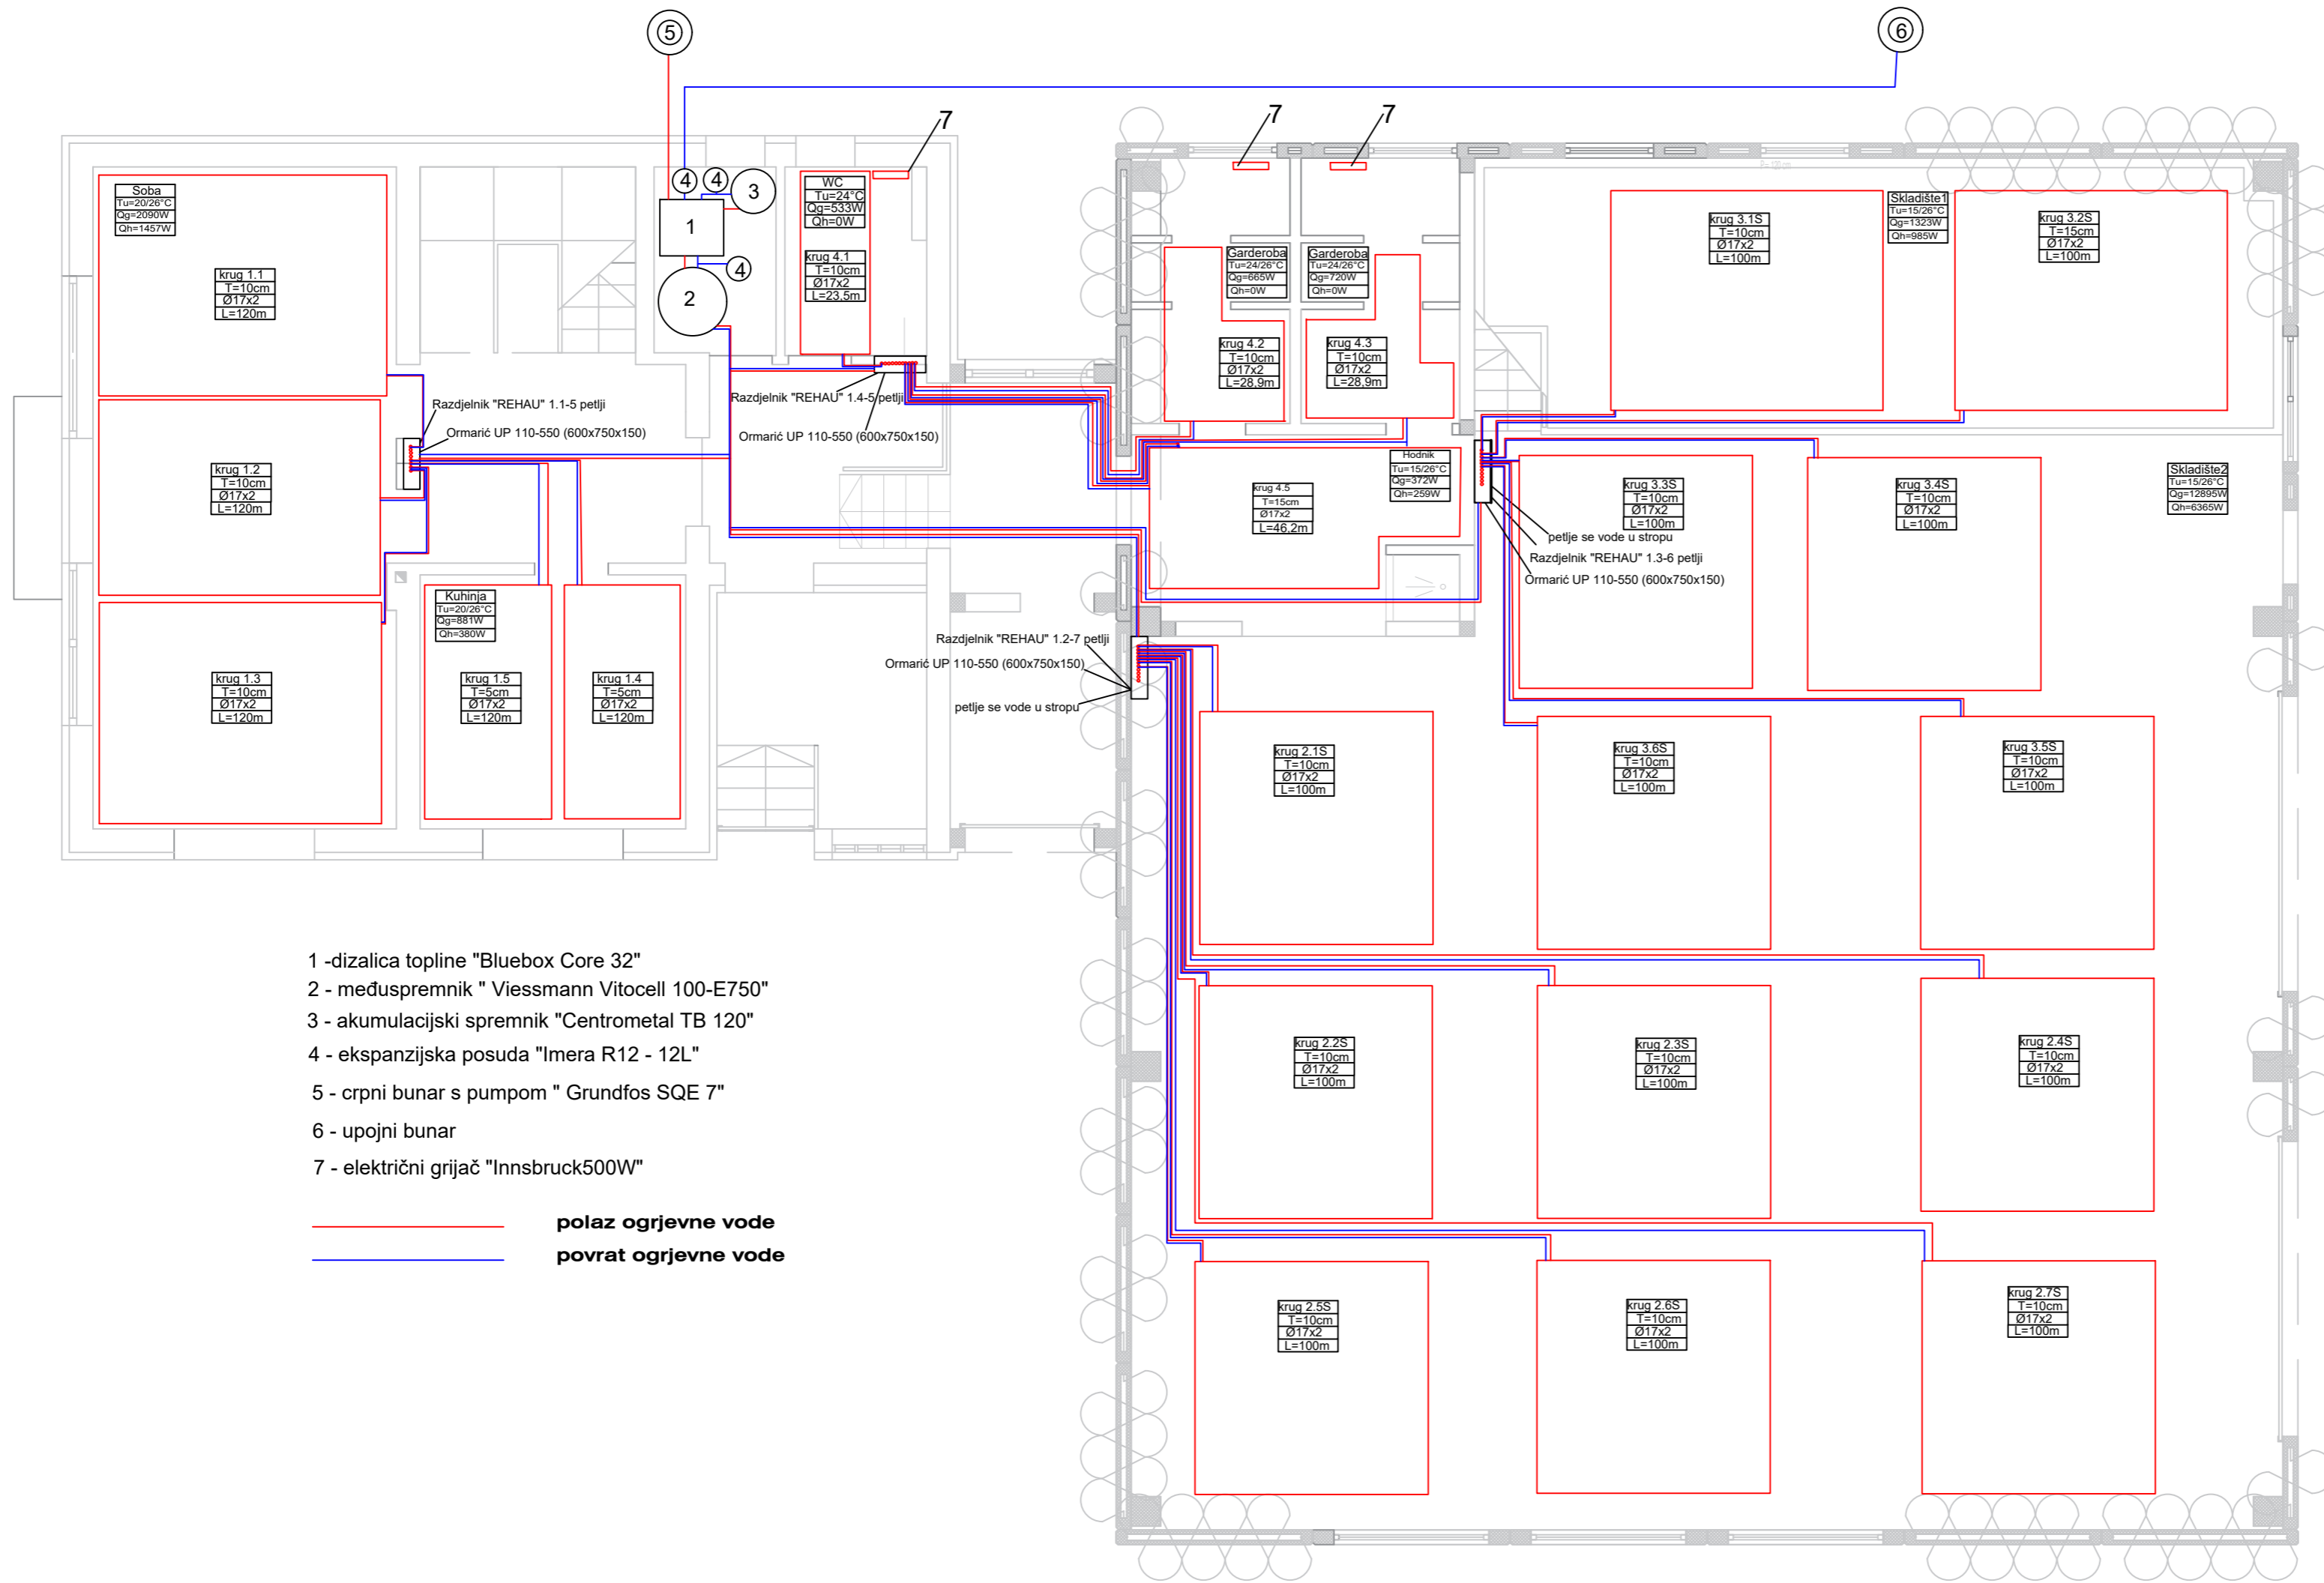 5
6
7
7
7
4
4
3
1
4
2
Soba
Tu=20/26°C
Qg=2090W
Qh=1457W
krug 1.1
T=10cm
Ø17x2
L=120m
WC
Tu=24°C
Qg=533W
Qh=0W
krug 4.1
T=10cm
Ø17x2
L=23,5m
Garderoba
Tu=24/26°C
Qg=665W
Qh=0W
Garderoba
Tu=24/26°C
Qg=720W
Qh=0W
krug 3.1S
T=10cm
Ø17x2
L=100m
Skladište1
Tu=15/26°C
Qg=1323W
Qh=985W
krug 3.2S
T=15cm
Ø17x2
L=100m
krug 4.2
T=10cm
Ø17x2
L=28,9m
krug 4.3
T=10cm
Ø17x2
L=28,9m
Razdjelnik "REHAU" 1.1-5 petlji
Ormarić UP 110-550 (600x750x150)
Razdjelnik "REHAU" 1.4-5 petlji
Ormarić UP 110-550 (600x750x150)
krug 1.2
T=10cm
Ø17x2
L=120m
krug 4.5
T=15cm
Ø17x2
L=46,2m
Hodnik
Tu=15/26°C
Qg=372W
Qh=259W
krug 3.3S
T=10cm
Ø17x2
L=100m
krug 3.4S
T=10cm
Ø17x2
L=100m
Skladište2
Tu=15/26°C
Qg=12895W
Qh=6365W
petlje se vode u stropu
Razdjelnik "REHAU" 1.3-6 petlji
Ormarić UP 110-550 (600x750x150)
Kuhinja
Tu=20/26°C
Qg=881W
Qh=380W
krug 1.3
T=10cm
Ø17x2
L=120m
krug 1.5
T=5cm
Ø17x2
L=120m
krug 1.4
T=5cm
Ø17x2
L=120m
Razdjelnik "REHAU" 1.2-7 petlji
Ormarić UP 110-550 (600x750x150)
petlje se vode u stropu
krug 2.1S
T=10cm
Ø17x2
L=100m
krug 3.6S
T=10cm
Ø17x2
L=100m
krug 3.5S
T=10cm
Ø17x2
L=100m
krug 2.2S
T=10cm
Ø17x2
L=100m
krug 2.3S
T=10cm
Ø17x2
L=100m
krug 2.4S
T=10cm
Ø17x2
L=100m
krug 2.5S
T=10cm
Ø17x2
L=100m
krug 2.6S
T=10cm
Ø17x2
L=100m
krug 2.7S
T=10cm
Ø17x2
L=100m
1 -dizalica topline "Bluebox Core 32"
2 - međuspremnik " Viessmann Vitocell 100-E750"
3 - akumulacijski spremnik "Centrometal TB 120"
4 - ekspanzijska posuda "Imera R12 - 12L"
5 - crpni bunar s pumpom " Grundfos SQE 7"
6 - upojni bunar
7 - električni grijač "Innsbruck500W"
polaz ogrjevne vode
povrat ogrjevne vode